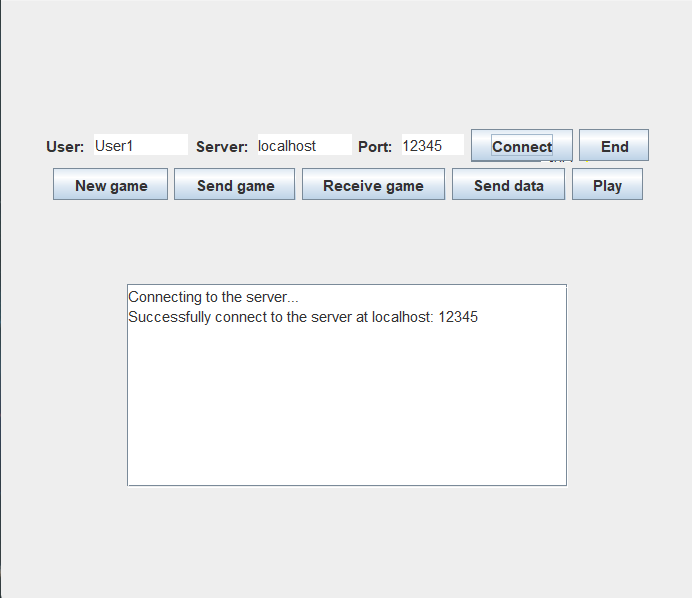 User: User1 Server: localhost Port: 12345 Connect End
New game Send game Receive game Send data Play
Connecting to the server...
Successfully connect to the server at localhost: 12345